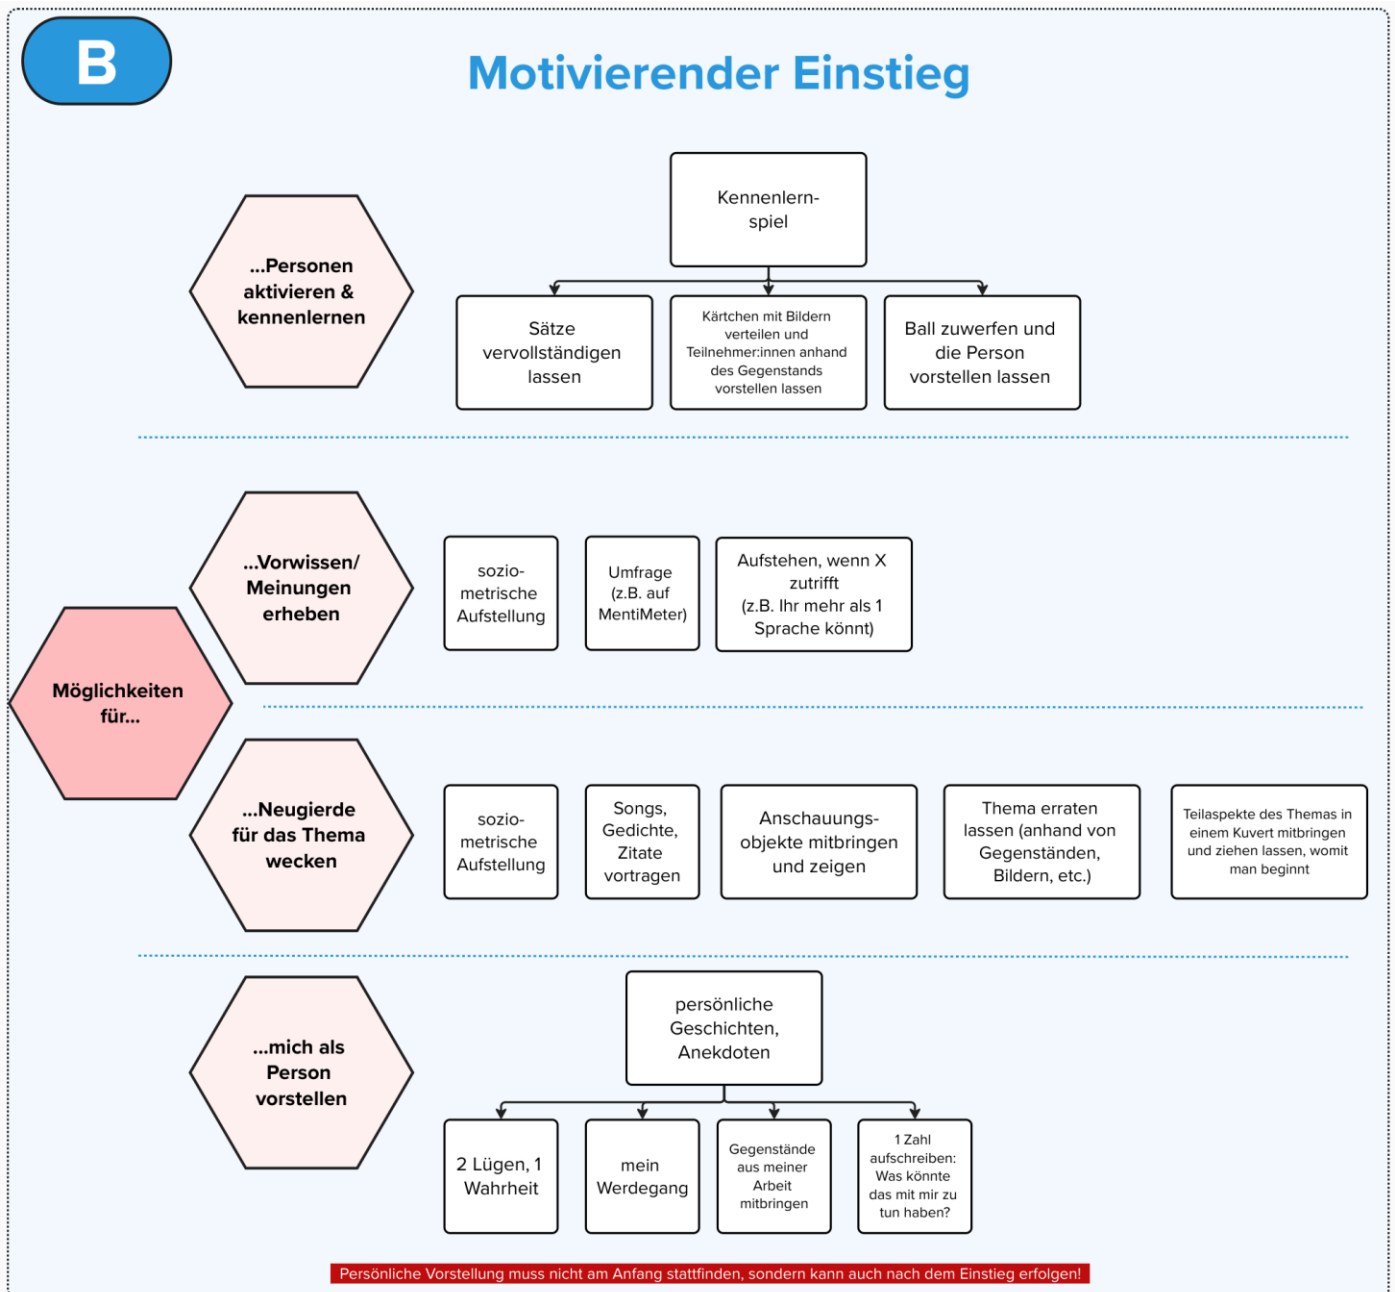 B
Motivierender Einstieg
Kennenlern-
spiel
...Personen
aktivieren &
kennenlernen
Sätze
vervollständigen
lassen
Kärtchen mit Bildern
verteilen und
Teilnehmer:innen anhand
des Gegenstands
vorstellen lassen
Ball zuwerfen und
die Person
vorstellen lassen
Möglichkeiten
für...
...Vorwissen/
Meinungen
erheben
sozio-
metrische
Aufstellung
Umfrage
(z.B. auf
MentiMeter)
Aufstehen, wenn X
zutrifft
(z.B. Ihr mehr als 1
Sprache könnt)
...Neugierde
für das Thema
wecken
sozio-
metrische
Aufstellung
Songs,
Gedichte,
Zitate
vortragen
Anschauungs-
objekte mitbringen
und zeigen
Thema erraten
lassen (anhand von
Gegenständen,
Bildern, etc.)
Teilaspekte des Themas in
einem Kuvert mitbringen
und ziehen lassen, womit
man beginnt
...mich als
Person
vorstellen
persönliche
Geschichten,
Anekdoten
2 Lügen, 1
Wahrheit
mein
Werdegang
Gegenstände
aus meiner
Arbeit
mitbringen
1 Zahl
aufschreiben:
Was könnte
das mit mir zu
tun haben?
Persönliche Vorstellung muss nicht am Anfang stattfinden, sondern kann auch nach dem Einstieg erfolgen!